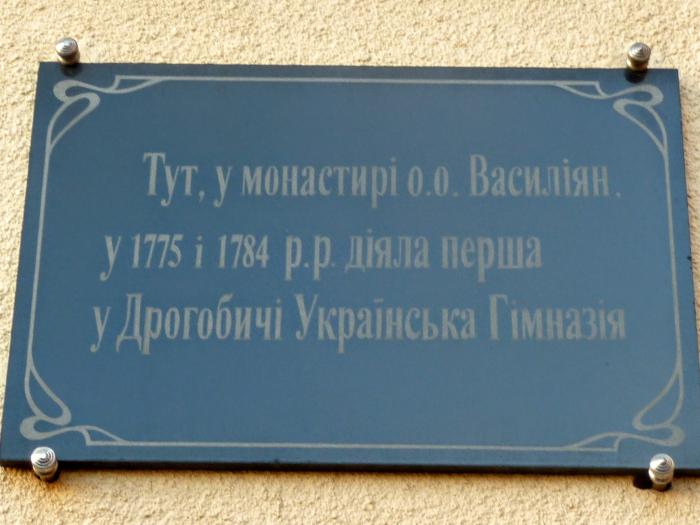 Тут, у монастирі о.о. Василіян,
у 1775 і 1784 р.р. діяла перша
у Дрогобичі Українська Гімназія